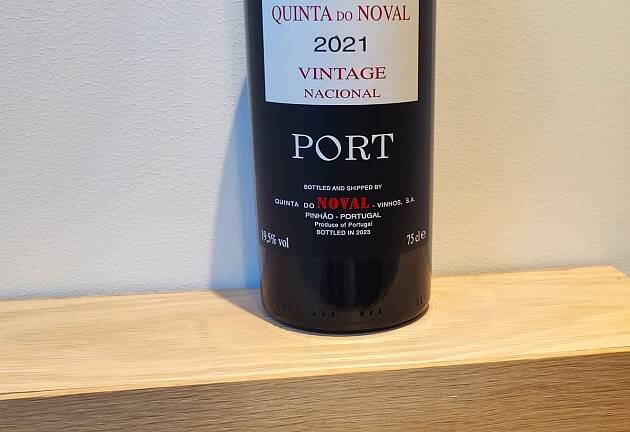 QUINTA DO NOVAL
2021
VINTAGE
NACIONAL
PORT
BOTTLED AND SHIPPED BY
QUINTA DO NOVAL - VINHOS, S.A.
PINHÃO - PORTUGAL
Produce of Portugal
BOTTLED IN 2023
19,5% vol
75 cl e